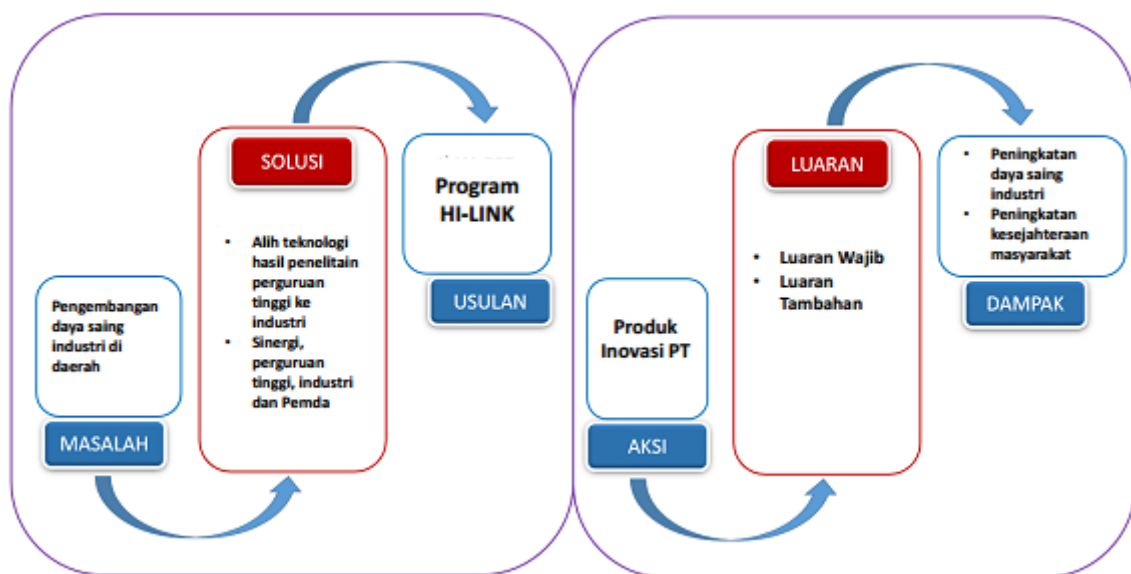 MASALAH
Pengembangan
daya saing
industri di
daerah
SOLUSI
• Alih teknologi
hasil penelitain
perguruan
tinggi ke
industri
• Sinergi,
perguruan
tinggi, industri
dan Pemda
Program
HI-LINK
USULAN
Produk
Inovasi PT
AKSI
LUARAN
• Luaran Wajib
• Luaran
Tambahan
• Peningkatan
daya saing
industri
• Peningkatan
kesejahteraan
masyarakat
DAMPAK